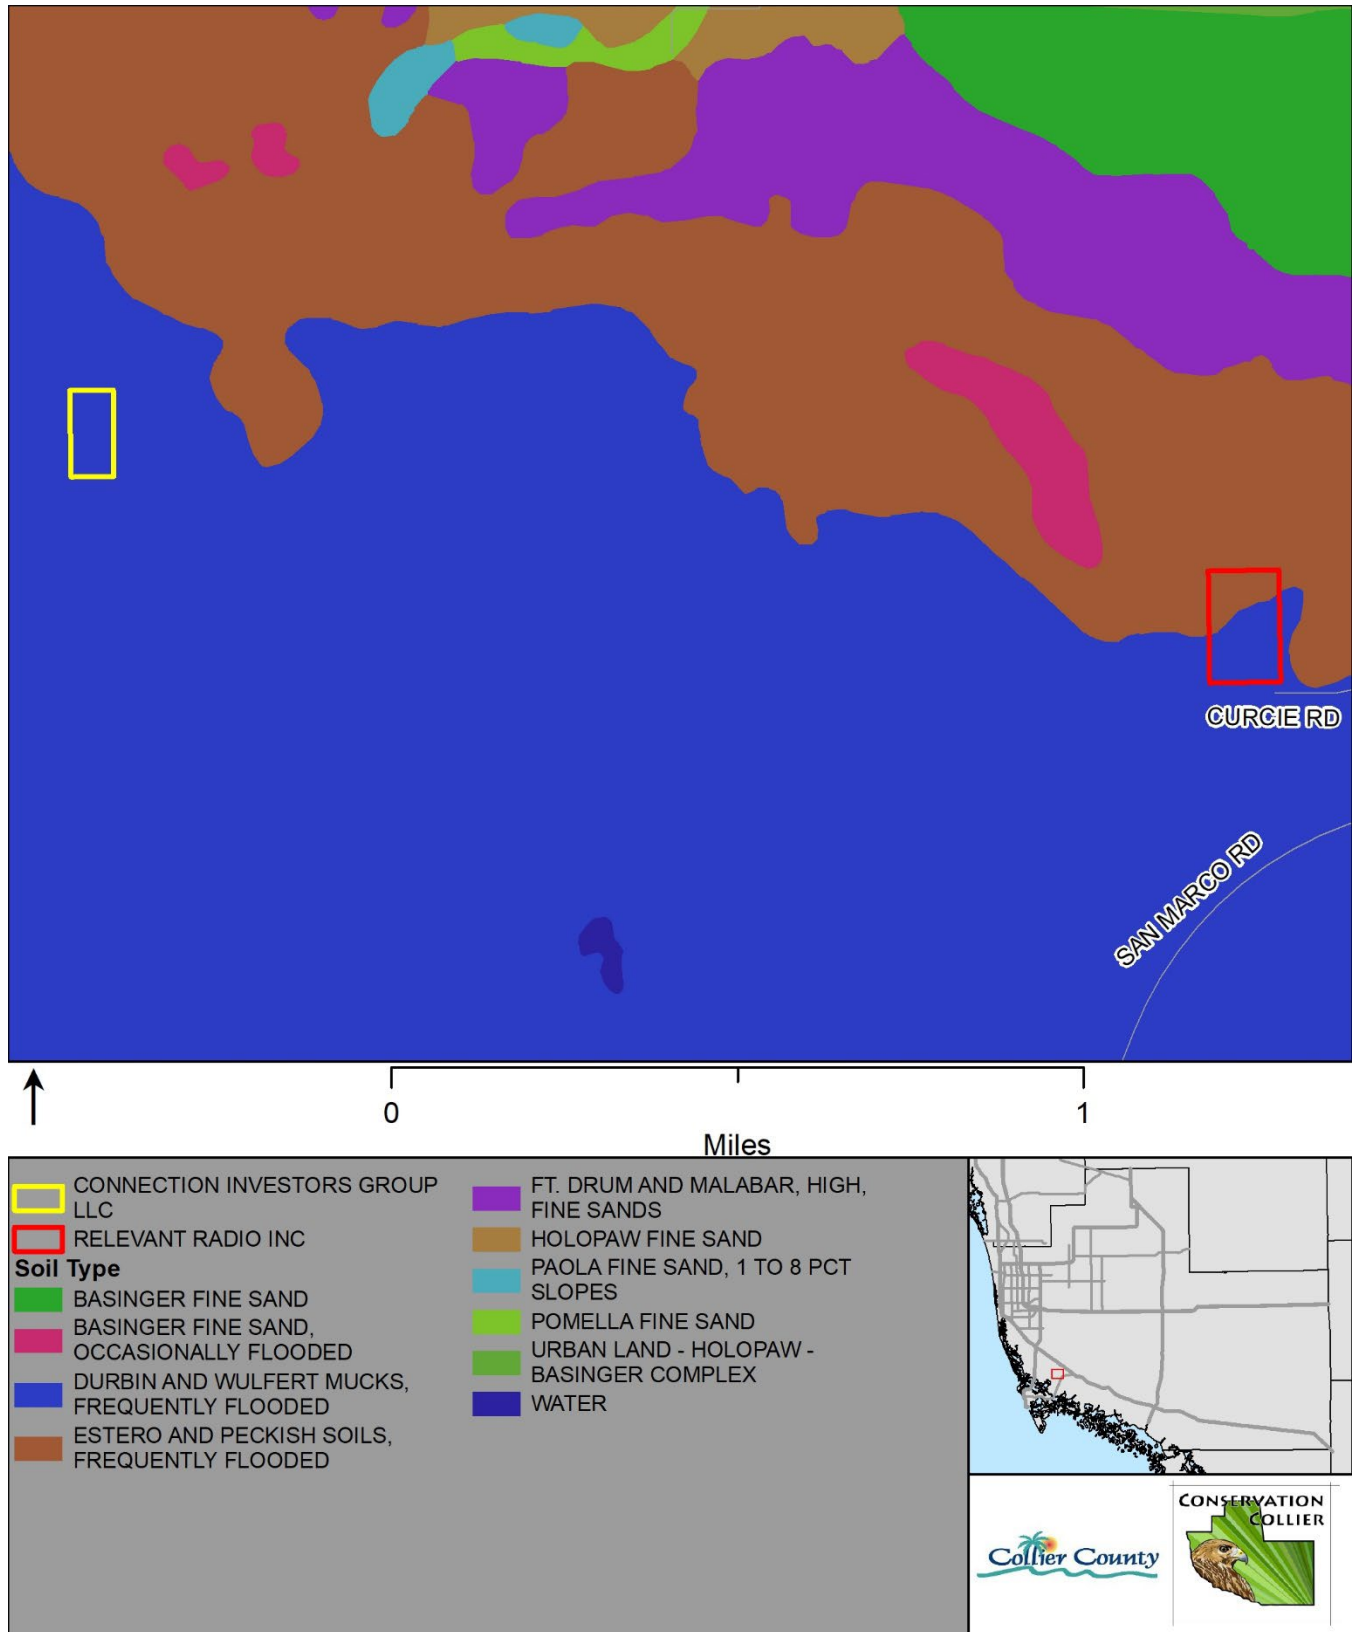 CURCIE RD
SAN MARCO RD
0
1
Miles
CONNECTION INVESTORS GROUP
LLC
RELEVANT RADIO INC
Soil Type
BASINGER FINE SAND
BASINGER FINE SAND,
OCCASIONALLY FLOODED
DURBIN AND WULFERT MUCKS,
FREQUENTLY FLOODED
ESTERO AND PECKISH SOILS,
FREQUENTLY FLOODED
FT. DRUM AND MALABAR, HIGH,
FINE SANDS
HOLOPAW FINE SAND
PAOLA FINE SAND, 1 TO 8 PCT
SLOPES
POMELLA FINE SAND
URBAN LAND - HOLOPAW -
BASINGER COMPLEX
WATER
Collier County
CONSERVATION
COLLIER